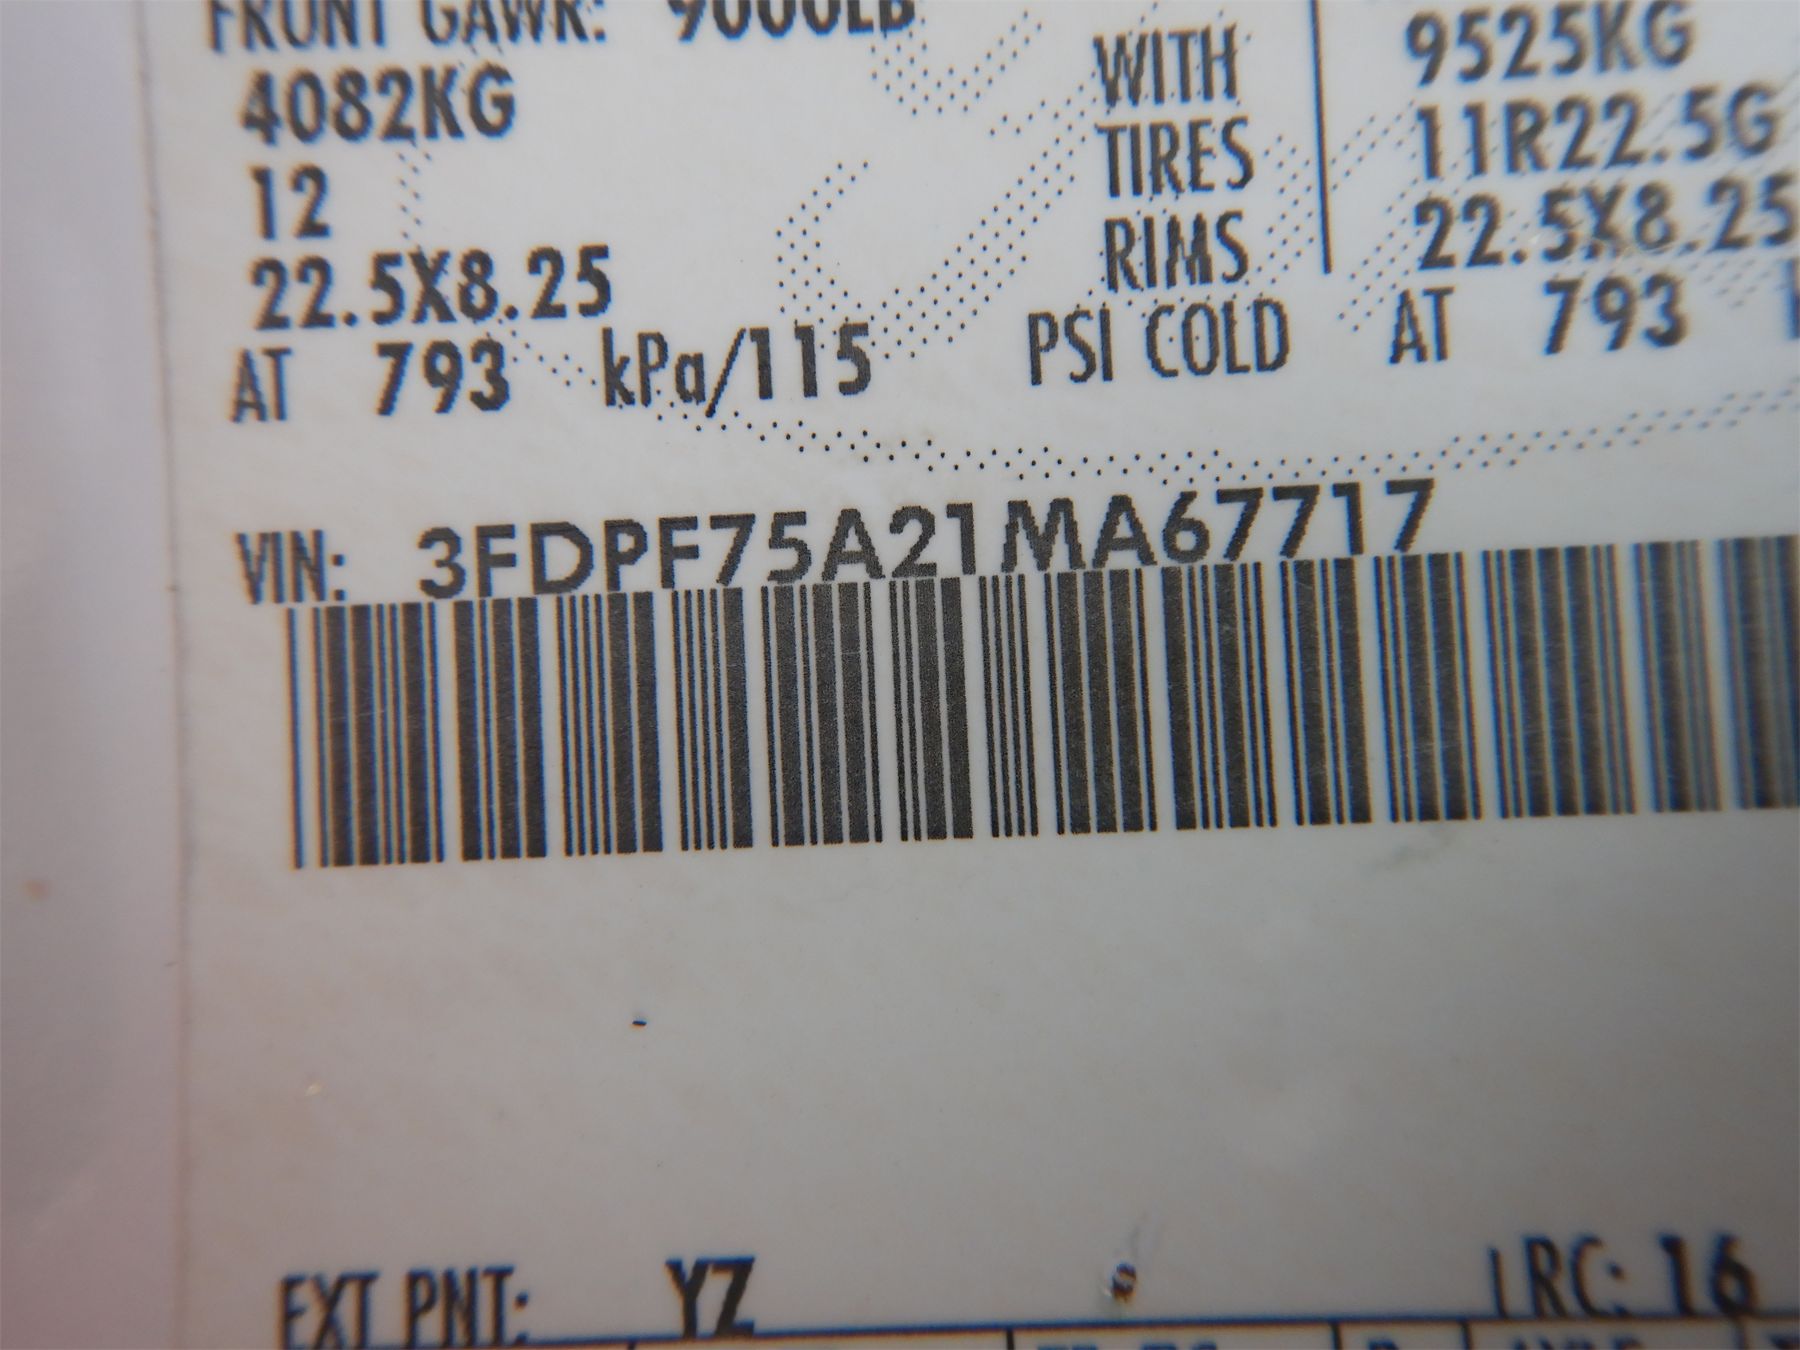 FRONT GAWR: 9000LB
4082KG WITH 9525KG
12 TIRES 11R22.5G
22.5X8.25 RIMS 22.5X8.25
AT 793 kPa/115 PSI COLD AT 793
VIN: 3FDPF75A21MA67717
EXT PNT: YZ RC: 16